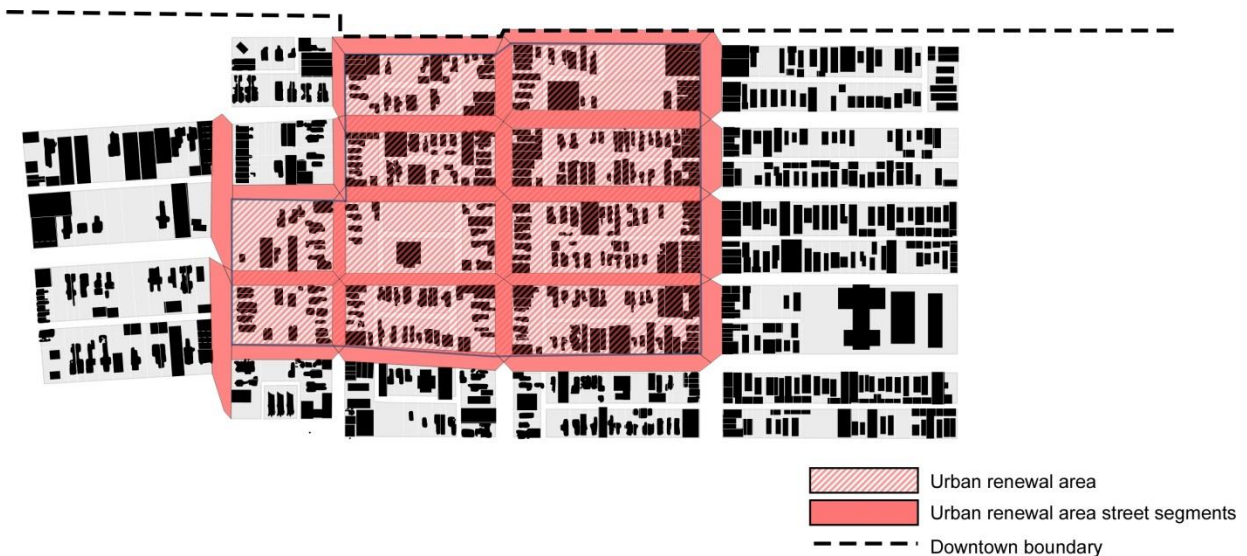 Urban renewal area
Urban renewal area street segments
Downtown boundary